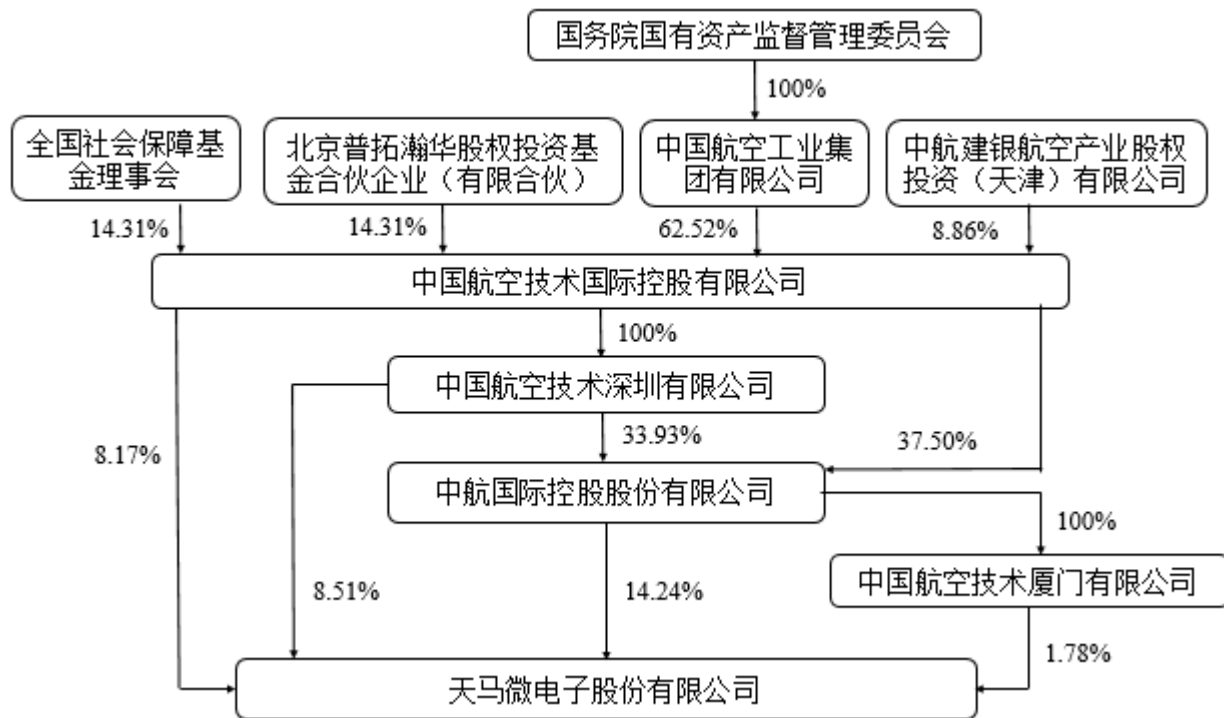 国务院国有资产监督管理委员会
100%
全国社会保障基
金理事会
北京普拓瀚华股权投资基
金合伙企业（有限合伙）
中国航空工业集
团有限公司
中航建银航空产业股权
投资（天津）有限公司
14.31%
14.31%
62.52%
8.86%
中国航空技术国际控股有限公司
100%
中国航空技术深圳有限公司
33.93%
37.50%
8.17%
中航国际控股股份有限公司
100%
中国航空技术厦门有限公司
8.51%
14.24%
1.78%
天马微电子股份有限公司